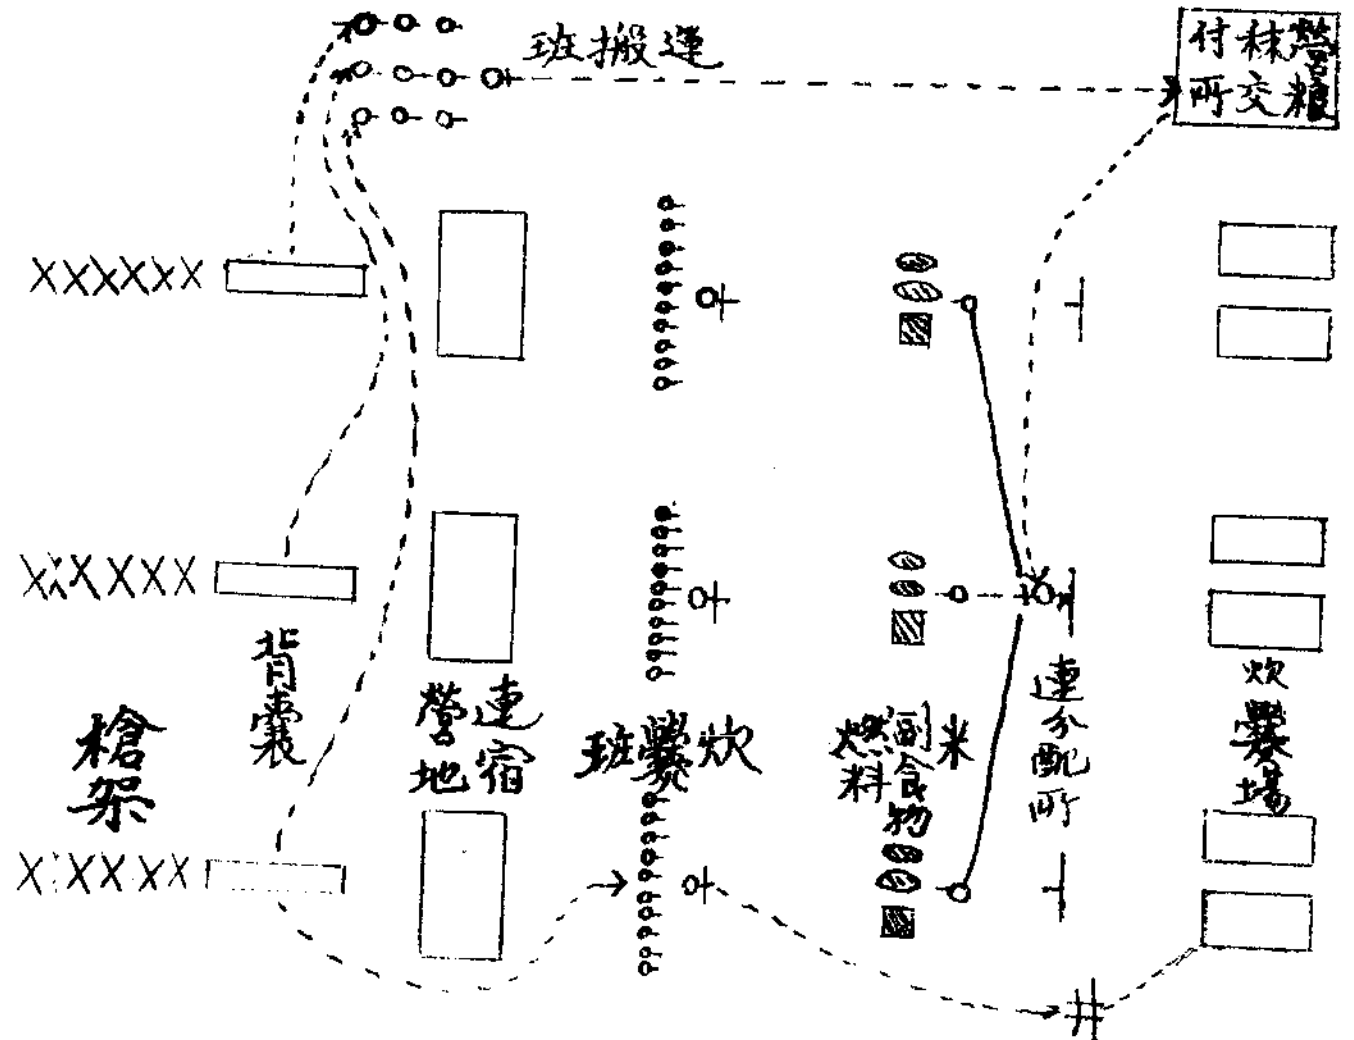 運搬班
營糧
秣交
付所
炊爨場
連分配所
米
副食物
燃料
炊爨班
連宿
營地
背囊
槍架